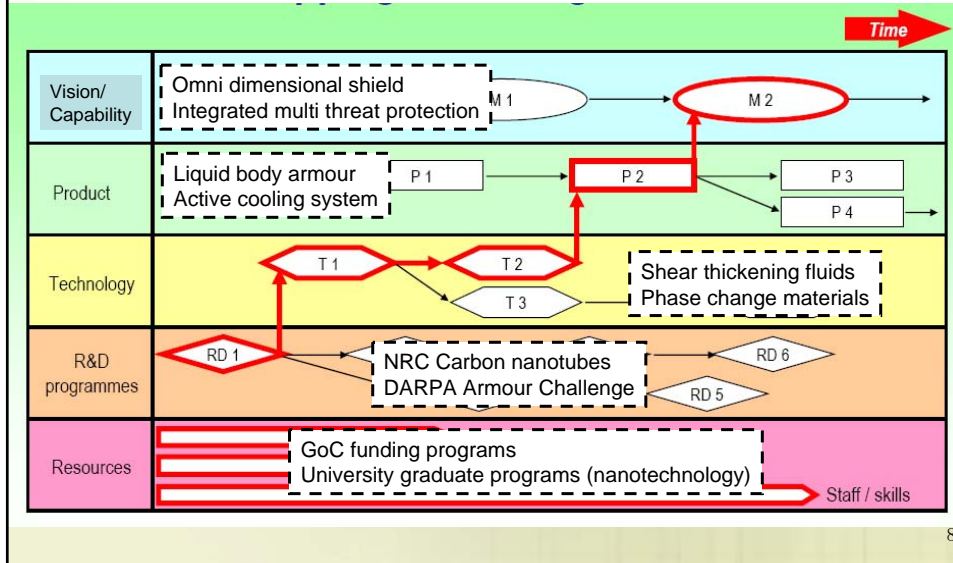 Time
Vision/
Capability
Omni dimensional shield
Integrated multi threat protection
M 1
M 2
Product
Liquid body armour
Active cooling system
P 1
P 2
P 3
P 4
Technology
T 1
T 2
T 3
Shear thickening fluids
Phase change materials
R&D
programmes
RD 1
NRC Carbon nanotubes
DARPA Armour Challenge
RD 6
RD 5
Resources
GoC funding programs
University graduate programs (nanotechnology)
Staff / skills
8